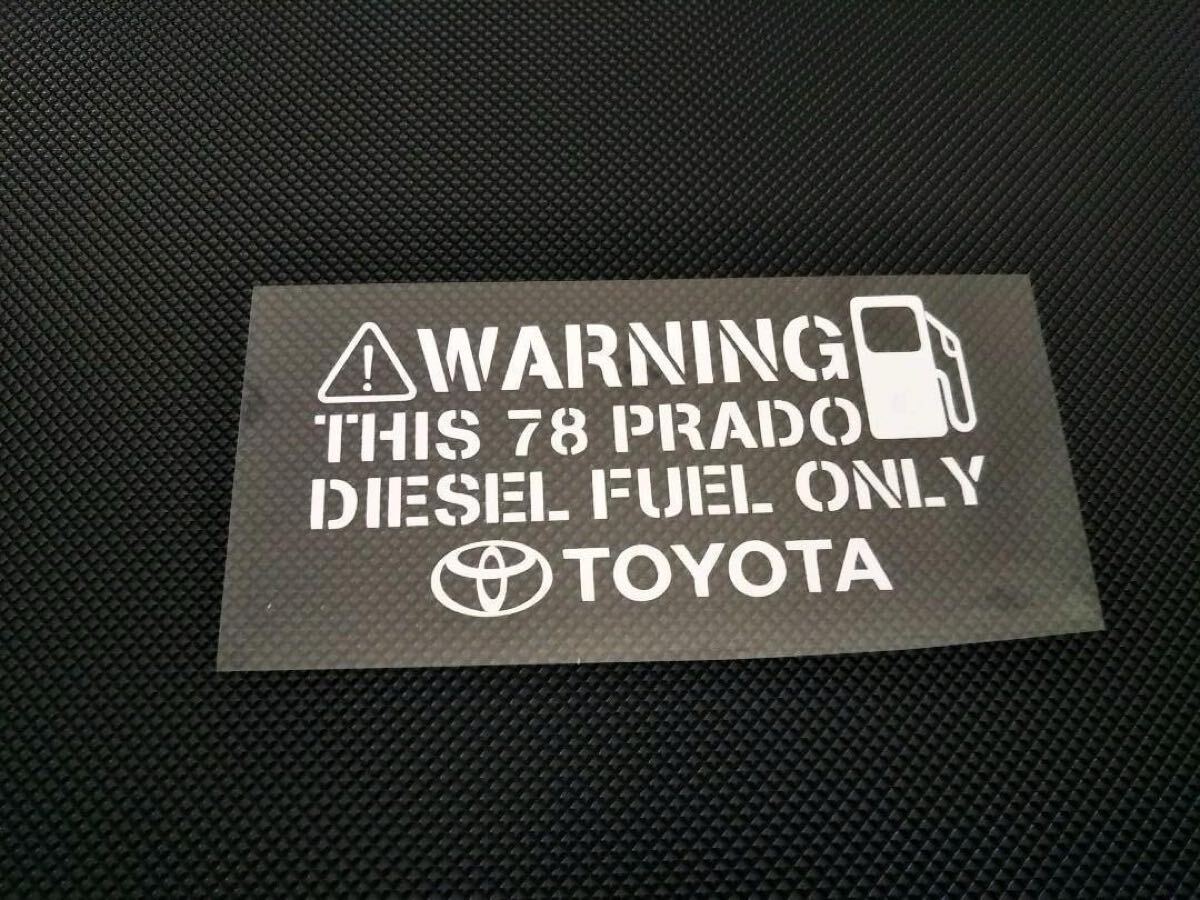 WARNING
THIS 78 PRADO
DIESEL FUEL ONLY
TOYOTA